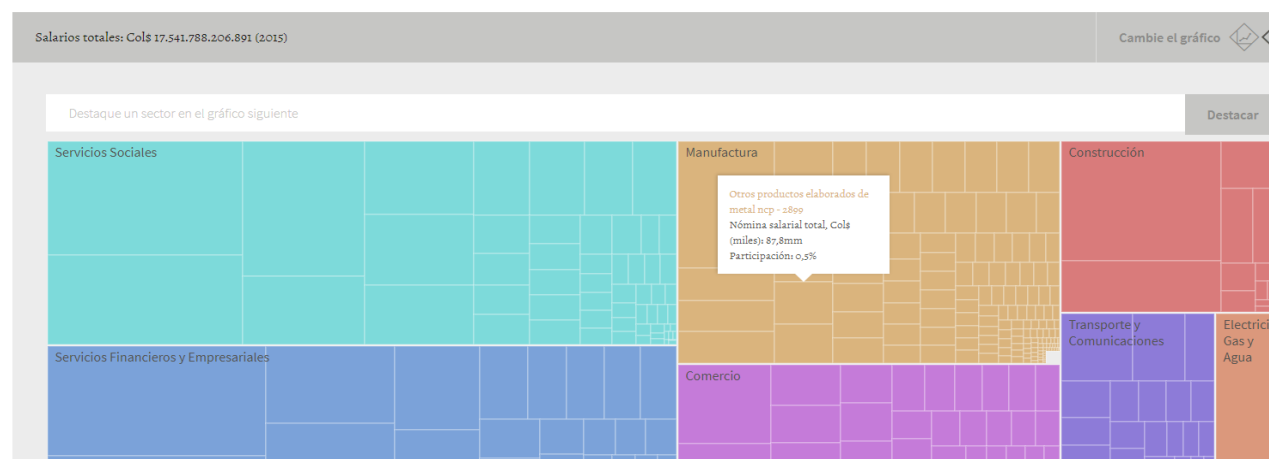 Salarios totales: Col$ 17.541.788.206.891 (2015)
Cambie el gráfico
Destaque un sector en el gráfico siguiente
Destacar
Servicios Sociales
Manufactura
Construcción
Otros productos elaborados de
metal ncp - 2899
Nómina salarial total, Col$
(miles): 87,8mm
Participación: 0,5%
Transporte y
Comunicaciones
Electrici
Gas y
Agua
Servicios Financieros y Empresariales
Comercio